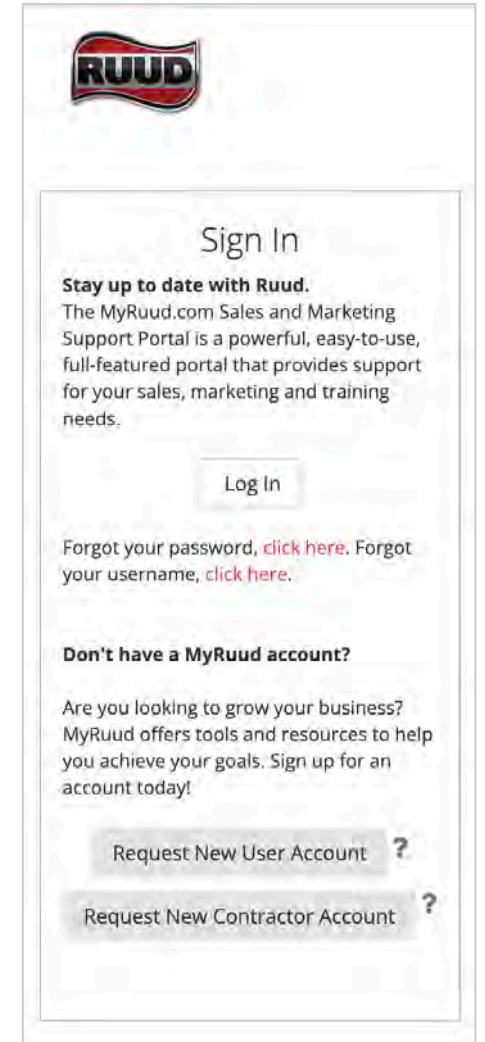 RUUD
Sign In
Stay up to date with Ruud.
The MyRuud.com Sales and Marketing
Support Portal is a powerful, easy-to-use,
full-featured portal that provides support
for your sales, marketing and training
needs.
Log In
Forgot your password, click here. Forgot
your username, click here.
Don't have a MyRuud account?
Are you looking to grow your business?
MyRuud offers tools and resources to help
you achieve your goals. Sign up for an
account today!
Request New User Account ?
Request New Contractor Account ?